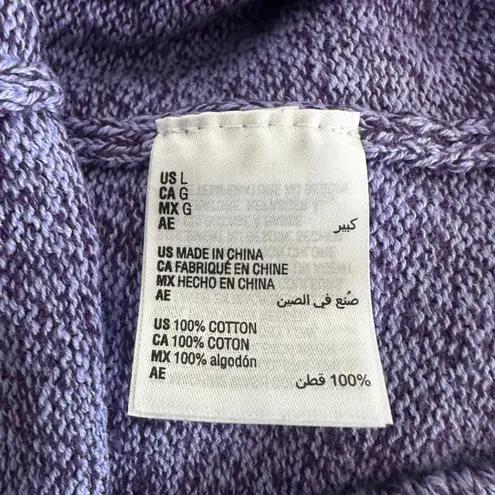 US L
CA G
MX G
AE كبير
US MADE IN CHINA
CA FABRIQUÉ EN CHINE
MX HECHO EN CHINA
AE صُنع في الصين
US 100% COTTON
CA 100% COTON
MX 100% algodón
AE 100% قطن